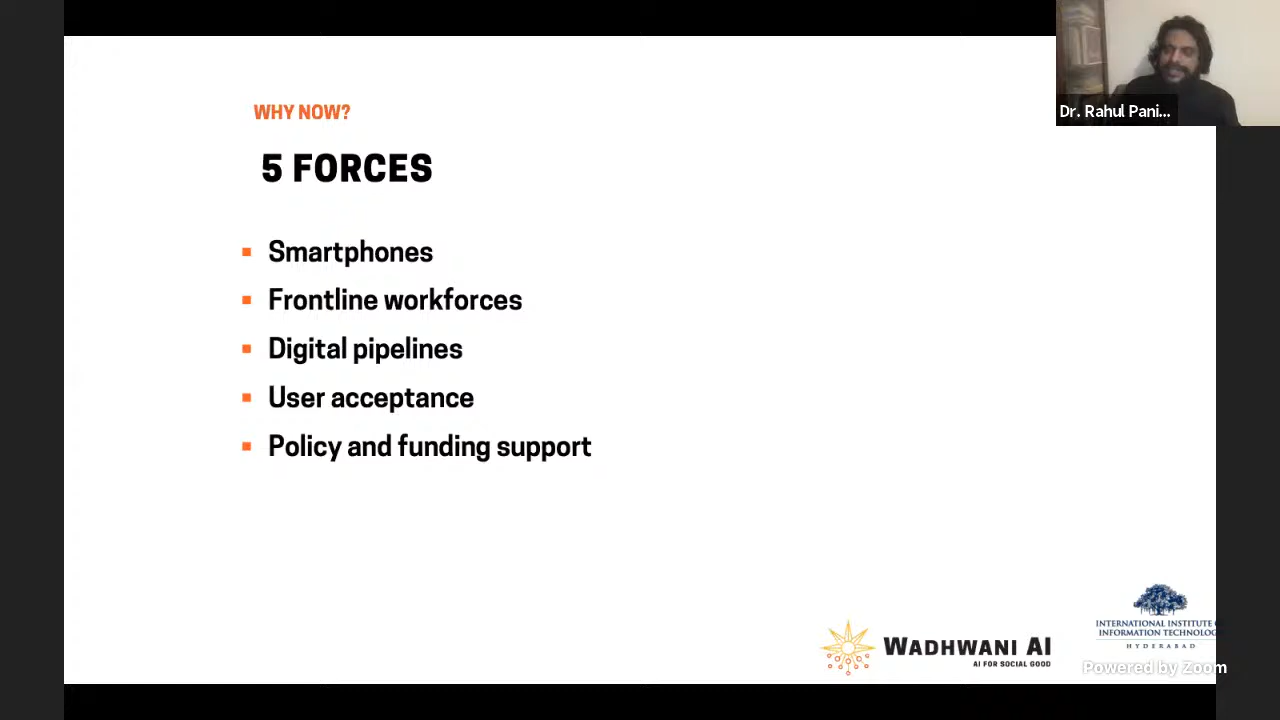 Dr. Rahul Pani...
WHY NOW?
5 FORCES
Smartphones
Frontline workforces
Digital pipelines
User acceptance
Policy and funding support
WADHWANI AI
AI FOR SOCIAL GOOD
INTERNATIONAL INSTITUTE
INFORMATION TECHNOLOGY
HYDERABAD
Powered by Zoom